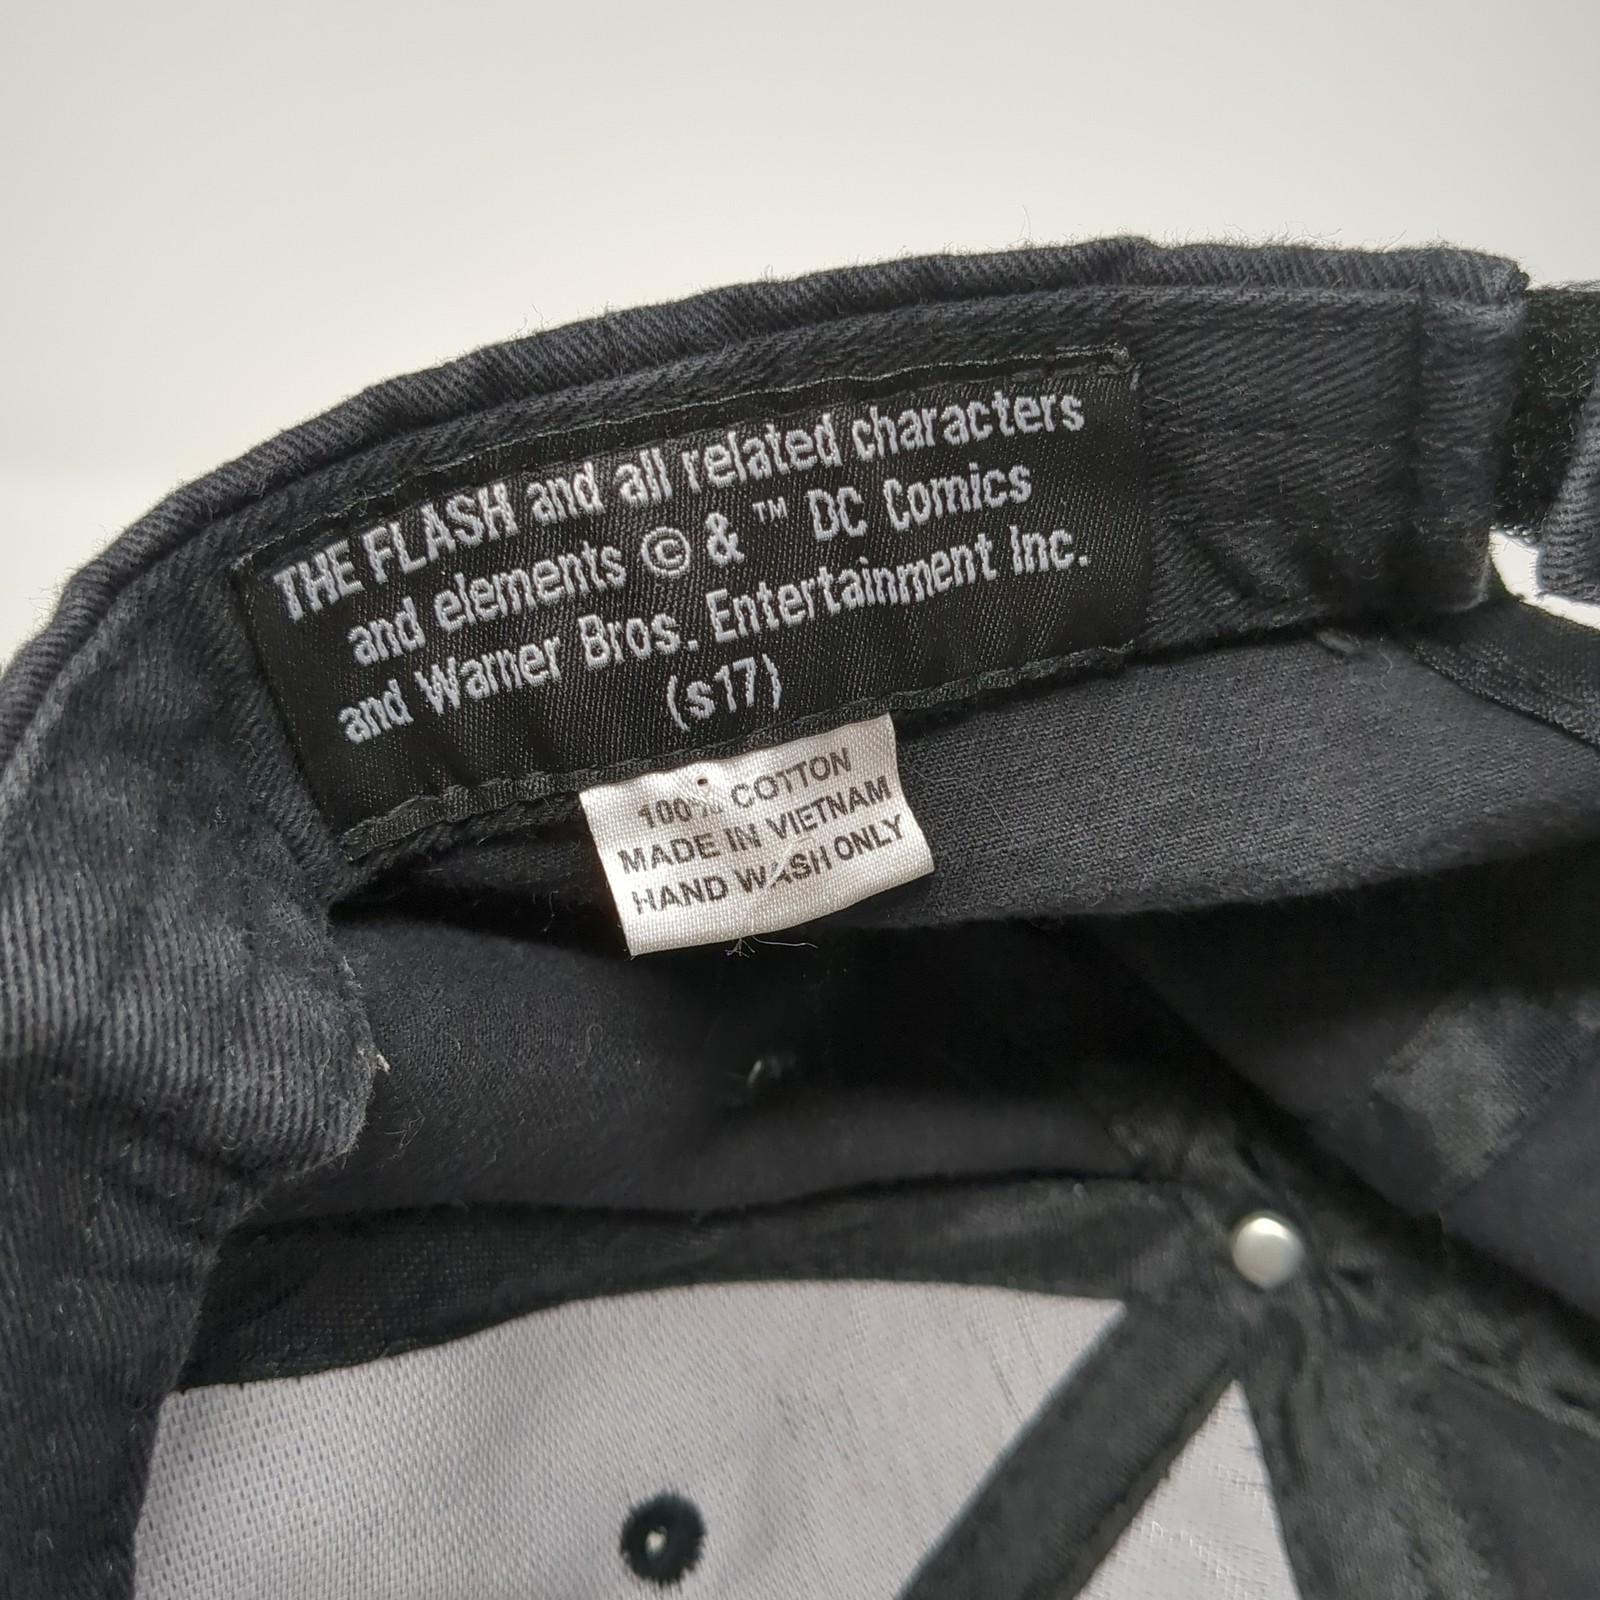 THE FLASH and all related characters
and elements © & ™ DC Comics
and Warner Bros. Entertainment Inc.
(s17)
100% COTTON
MADE IN VIETNAM
HAND WASH ONLY